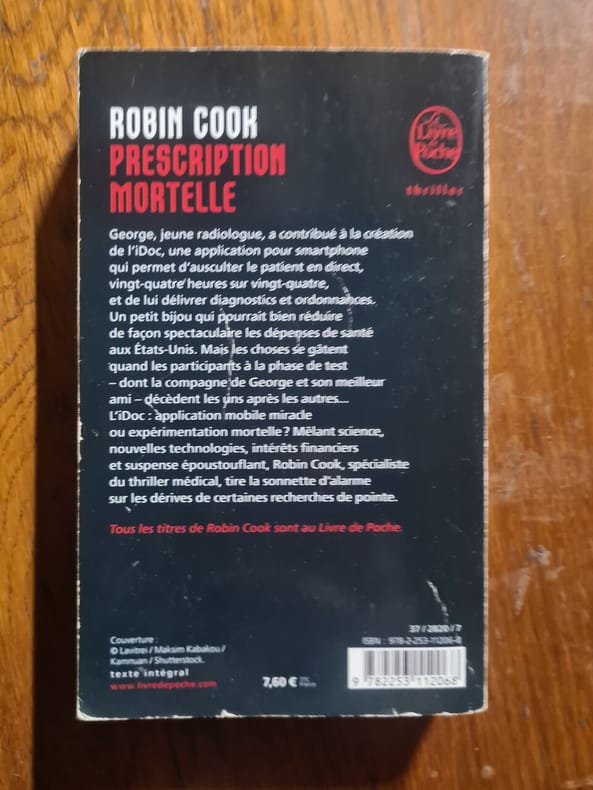 ROBIN COOK
PRESCRIPTION
MORTELLE
Le
Livre
de
Poche
thriller
George, jeune radiologue, a contribué à la création
de l'iDoc, une application pour smartphone
qui permet d'ausculter le patient en direct,
vingt-quatre heures sur vingt-quatre,
et de lui délivrer diagnostics et ordonnances.
Un petit bijou qui pourrait bien réduire
de façon spectaculaire les dépenses de santé
aux États-Unis. Mais les choses se gâtent
quand les participants à la phase de test
– dont la compagne de George et son meilleur
ami – décèdent les uns après les autres...
L'iDoc : application mobile miracle
ou expérimentation mortelle ? Mêlant science,
nouvelles technologies, intérêts financiers
et suspense époustouflant, Robin Cook, spécialiste
du thriller médical, tire la sonnette d'alarme
sur les dérives de certaines recherches de pointe.
Tous les titres de Robin Cook sont au Livre de Poche.
Couverture :
© Lavitrei / Maksim Kabakou /
Kamnuan / Shutterstock.
texte intégral
www.livredepoche.com
7,60 €
37 / 2820 / 7
ISBN : 978-2-253-11206-8
9 782253 112068